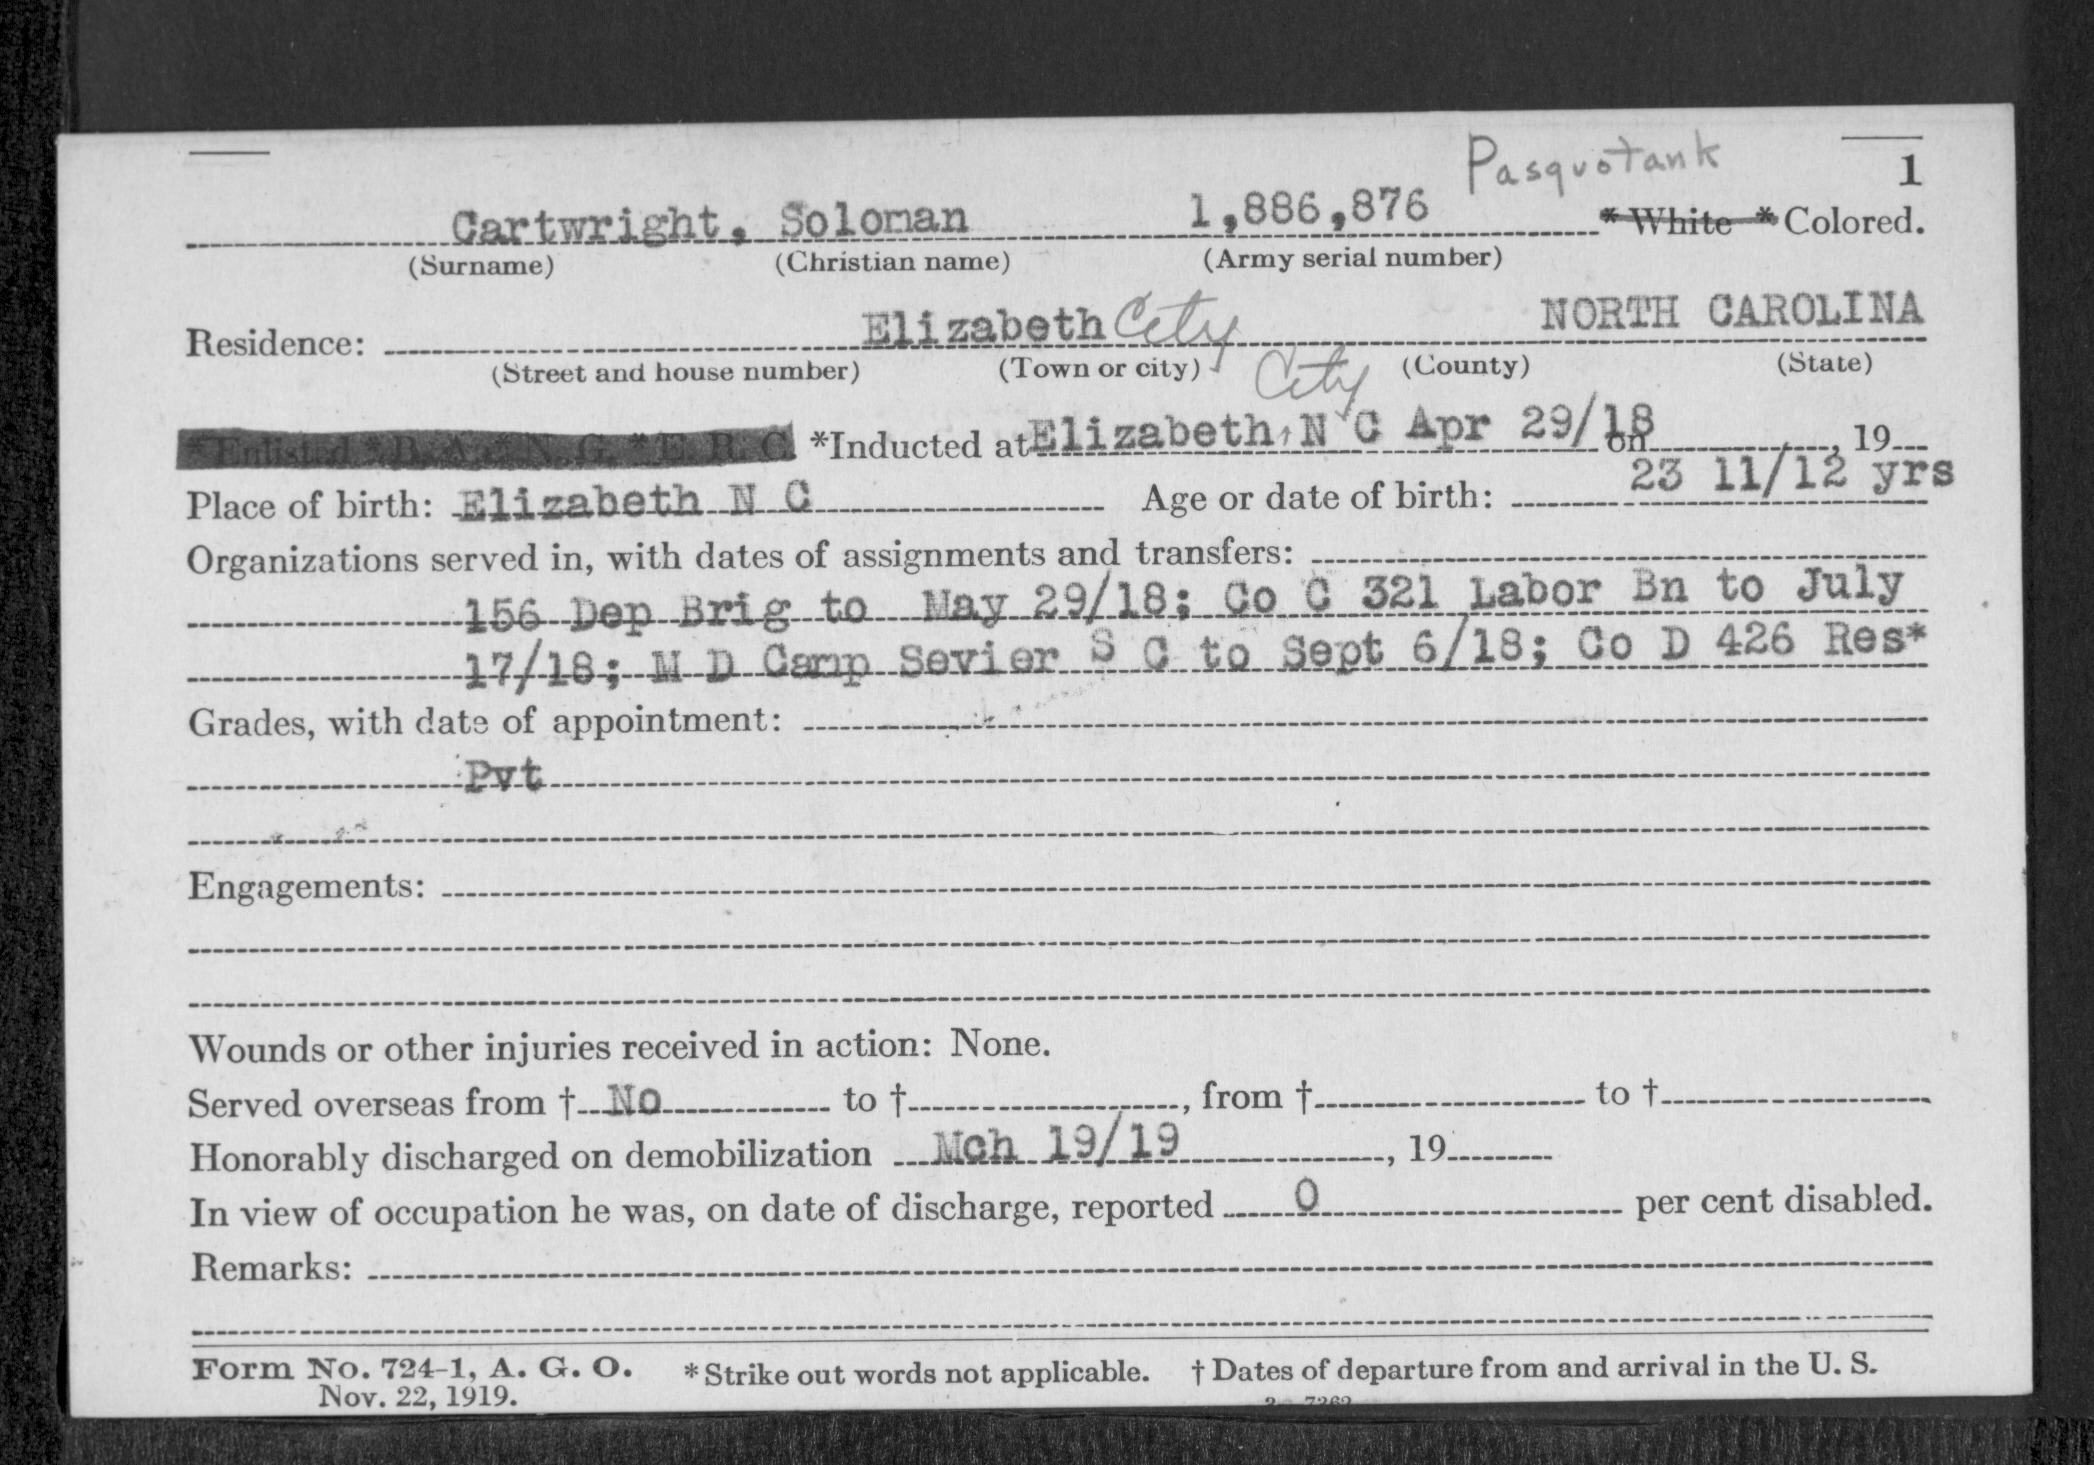 Pasquotank
1
Cartwright, Soloman 1,886,876 * White * Colored.
(Surname) (Christian name) (Army serial number)
Residence: Elizabeth City NORTH CAROLINA
(Street and house number) (Town or city) (County) (State)
City
*Enlisted *R. A. *N. G. *E. R. C. *Inducted at Elizabeth N C Apr 29/18 on , 19
Place of birth: Elizabeth N C Age or date of birth: 23 11/12 yrs
Organizations served in, with dates of assignments and transfers:
156 Dep Brig to May 29/18; Co C 321 Labor Bn to July
17/18; M D Camp Sevier S C to Sept 6/18; Co D 426 Res*
Grades, with date of appointment:
Pvt
Engagements:
Wounds or other injuries received in action: None.
Served overseas from † No to † , from † to †
Honorably discharged on demobilization Mch 19/19 , 19
In view of occupation he was, on date of discharge, reported 0 per cent disabled.
Remarks:
Form No. 724-1, A. G. O. * Strike out words not applicable. † Dates of departure from and arrival in the U. S.
Nov. 22, 1919.